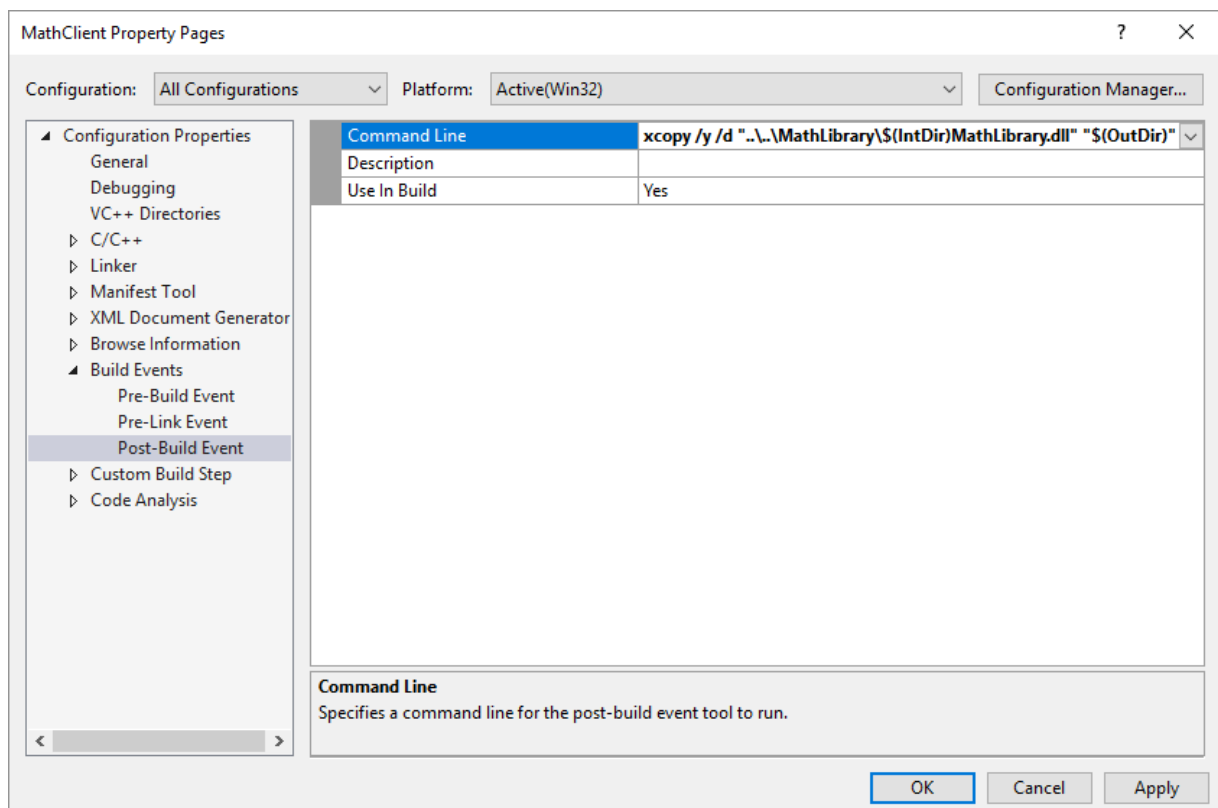 MathClient Property Pages
?
Configuration: All Configurations Platform: Active(Win32) Configuration Manager...
Configuration Properties
General
Debugging
VC++ Directories
C/C++
Linker
Manifest Tool
XML Document Generator
Browse Information
Build Events
Pre-Build Event
Pre-Link Event
Post-Build Event
Custom Build Step
Code Analysis
Command Line xcopy /y /d "..\..\MathLibrary\$(IntDir)MathLibrary.dll" "$(OutDir)"
Description
Use In Build Yes
Command Line
Specifies a command line for the post-build event tool to run.
OK Cancel Apply